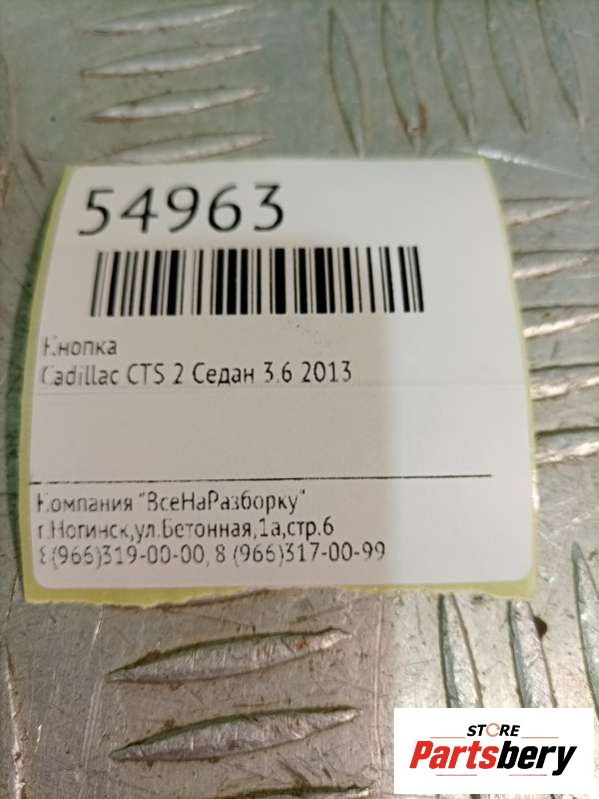 54963
Кнопка
Cadillac CTS 2 Седан 3.6 2013
Компания "ВсеНаРазборку"
г.Ногинск,ул.Бетонная,1а,стр.6
8(966)319-00-00, 8 (966)317-00-99
STORE
Partsbery